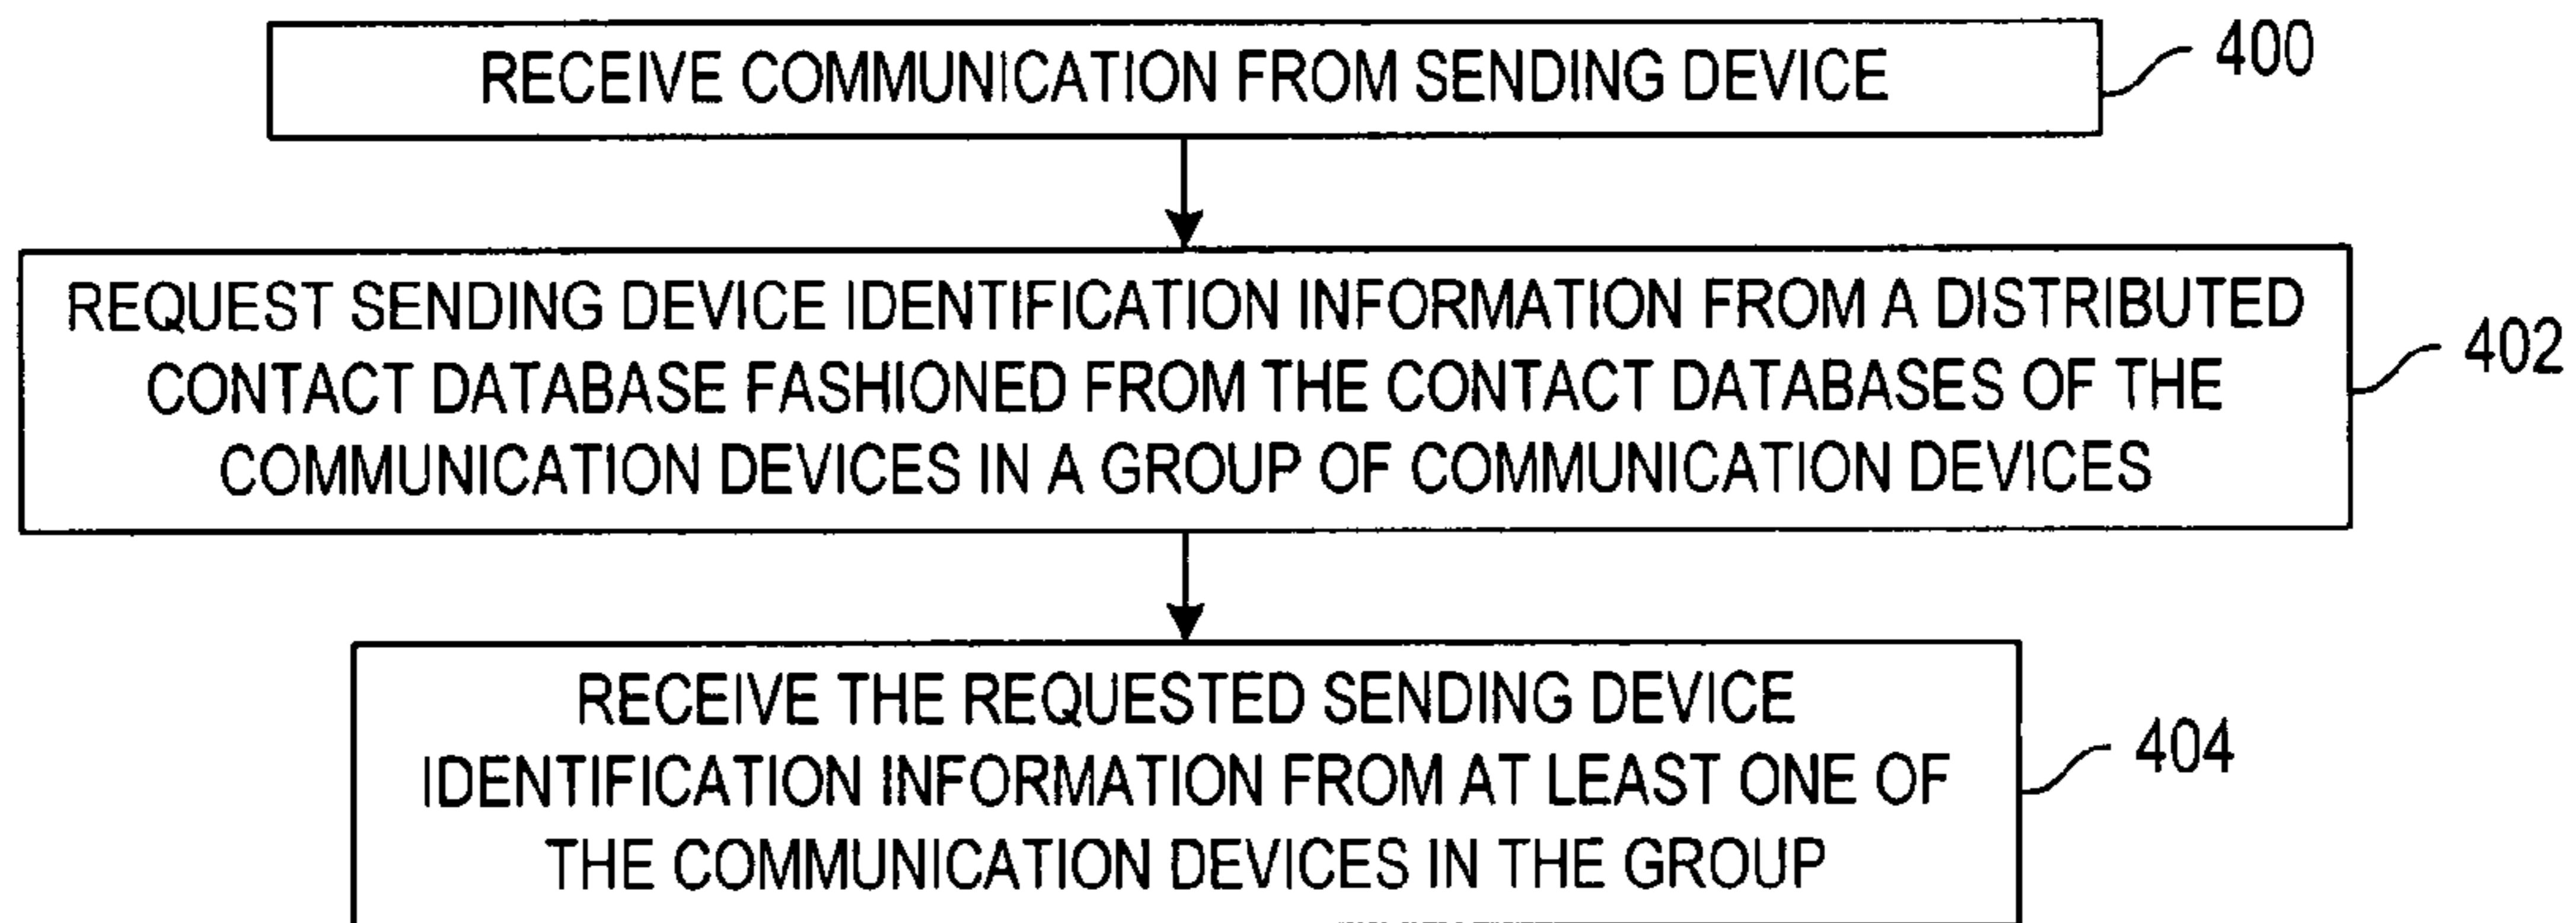 RECEIVE COMMUNICATION FROM SENDING DEVICE
400
REQUEST SENDING DEVICE IDENTIFICATION INFORMATION FROM A DISTRIBUTED
CONTACT DATABASE FASHIONED FROM THE CONTACT DATABASES OF THE
COMMUNICATION DEVICES IN A GROUP OF COMMUNICATION DEVICES
402
RECEIVE THE REQUESTED SENDING DEVICE
IDENTIFICATION INFORMATION FROM AT LEAST ONE OF
THE COMMUNICATION DEVICES IN THE GROUP
404